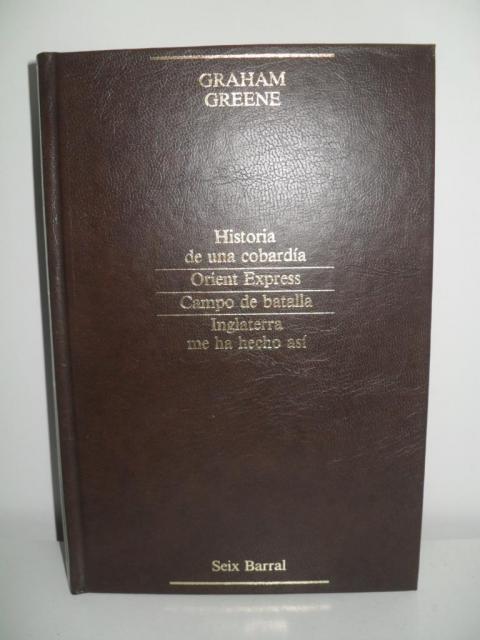 GRAHAM
GREENE
Historia
de una cobardía
Orient Express
Campo de batalla
Inglaterra
me ha hecho así
Seix Barral